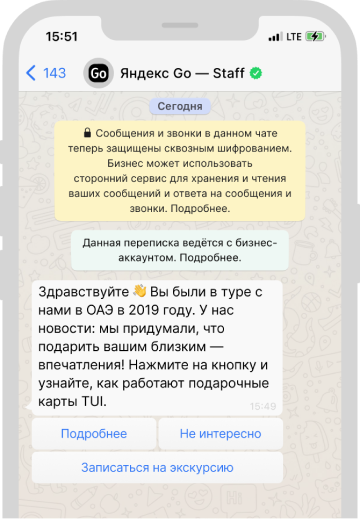 15:51
LTE
143
GO
Яндекс Go — Staff
Сегодня
Сообщения и звонки в данном чате
теперь защищены сквозным шифрованием.
Бизнес может использовать
сторонний сервис для хранения и чтения
ваших сообщений и ответа на сообщения и
звонки. Подробнее.
Данная переписка ведётся с бизнес-
аккаунтом. Подробнее.
Здравствуйте 👋 Вы были в туре с
нами в ОАЭ в 2019 году. У нас
новости: мы придумали, что
подарить вашим близким —
впечатления! Нажмите на кнопку и
узнайте, как работают подарочные
карты TUI.
15:49
Подробнее
Не интересно
Записаться на экскурсию